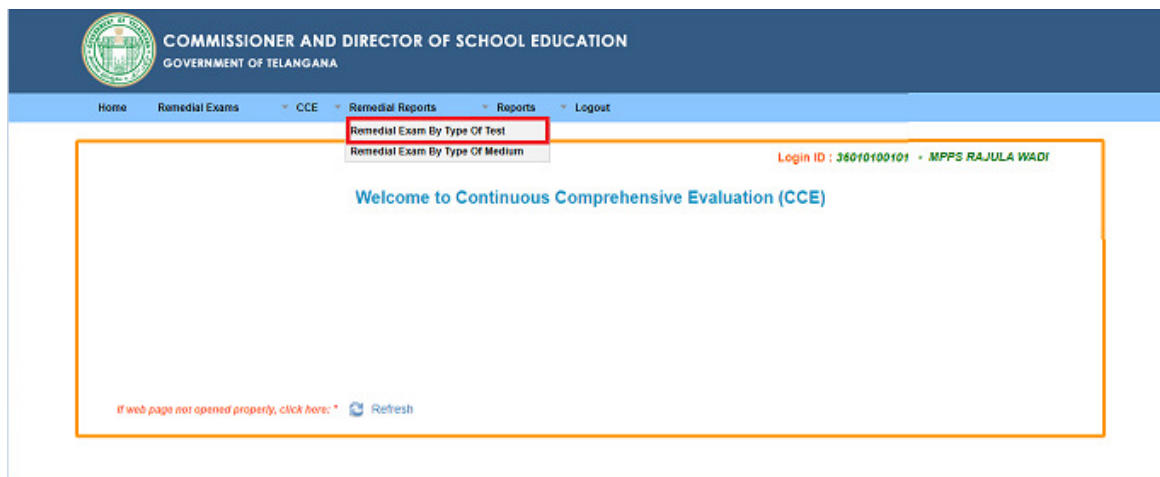 COMMISSIONER AND DIRECTOR OF SCHOOL EDUCATION
GOVERNMENT OF TELANGANA
Home Remedial Exams CCE Remedial Reports Reports Logout
Remedial Exam By Type Of Test
Remedial Exam By Type Of Medium
Login ID : 36010100101 - MPPS RAJULA WADI
Welcome to Continuous Comprehensive Evaluation (CCE)
If web page not opened properly, click here: * Refresh